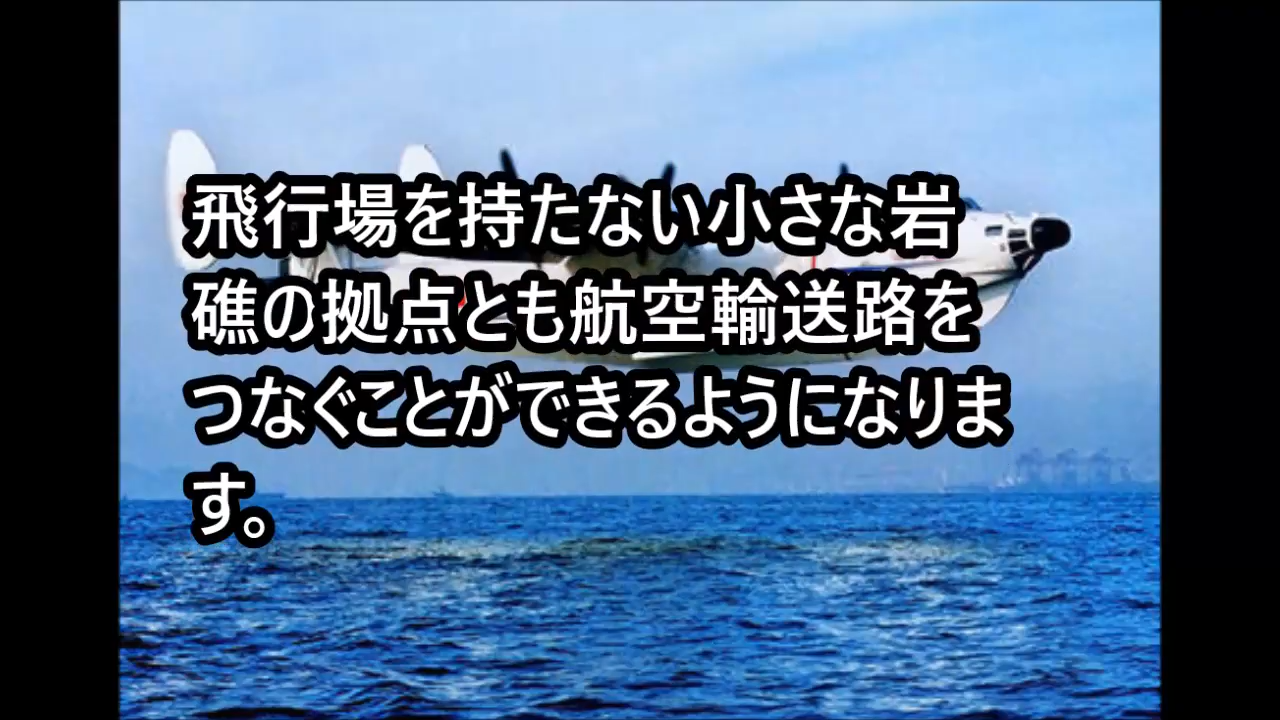 飛行場を持たない小さな岩
礁の拠点とも航空輸送路を
つなぐことができるようになりま
す。